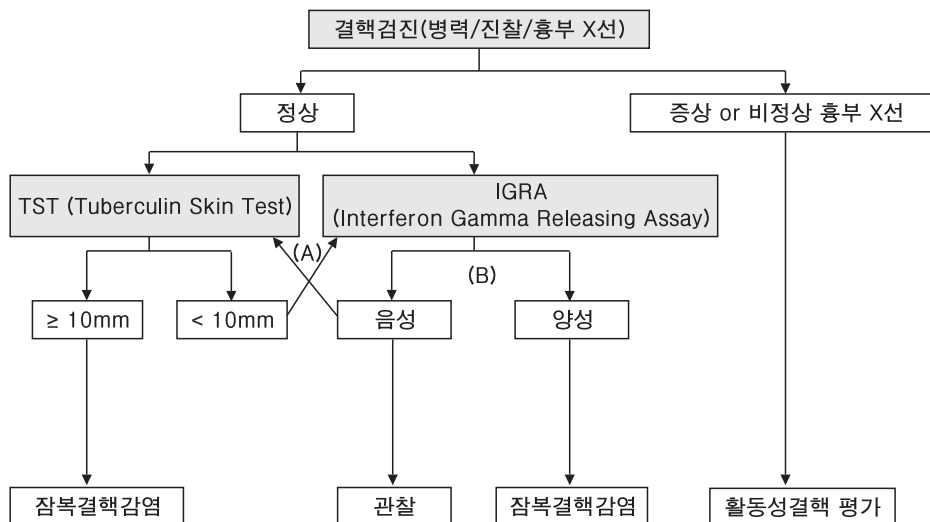 결핵검진(병력/진찰/흉부 X선)
정상
증상 or 비정상 흉부 X선
TST (Tuberculin Skin Test)
IGRA
(Interferon Gamma Releasing Assay)
(A)
(B)
≥ 10mm
< 10mm
음성
양성
잠복결핵감염
관찰
잠복결핵감염
활동성결핵 평가